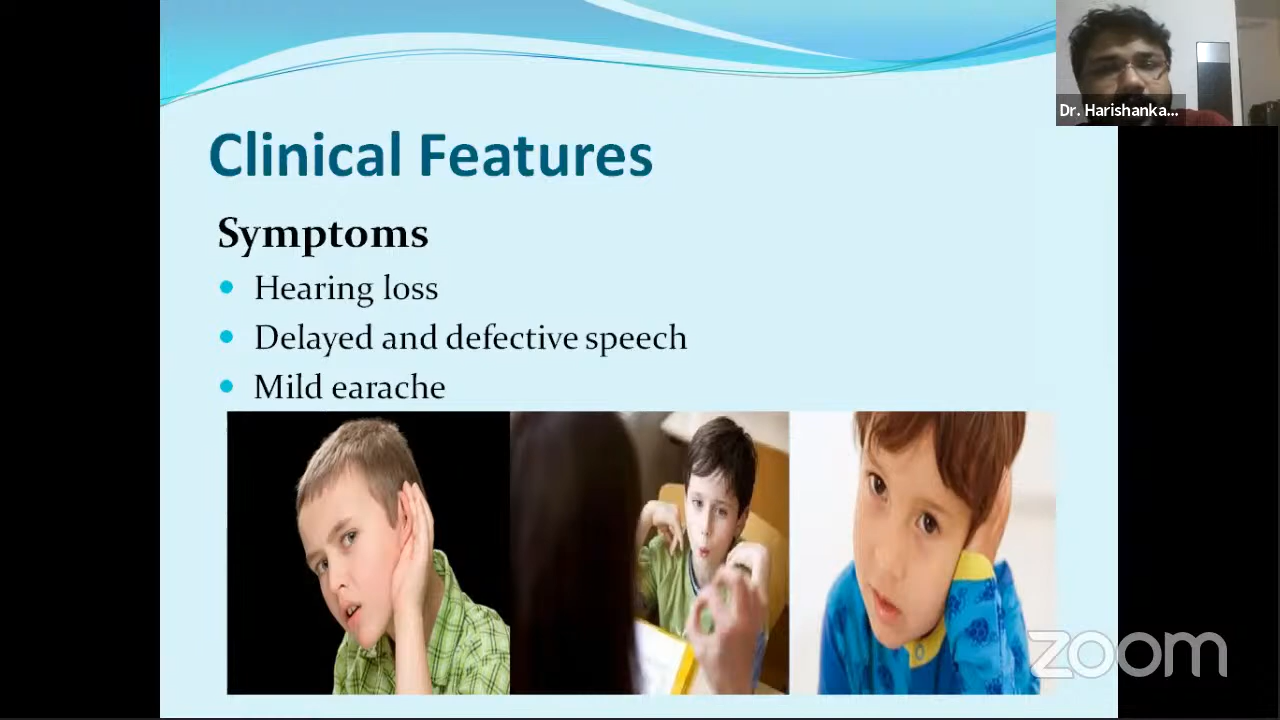 Clinical Features
Dr. Harishanka...
Symptoms
Hearing loss
Delayed and defective speech
Mild earache
zoom